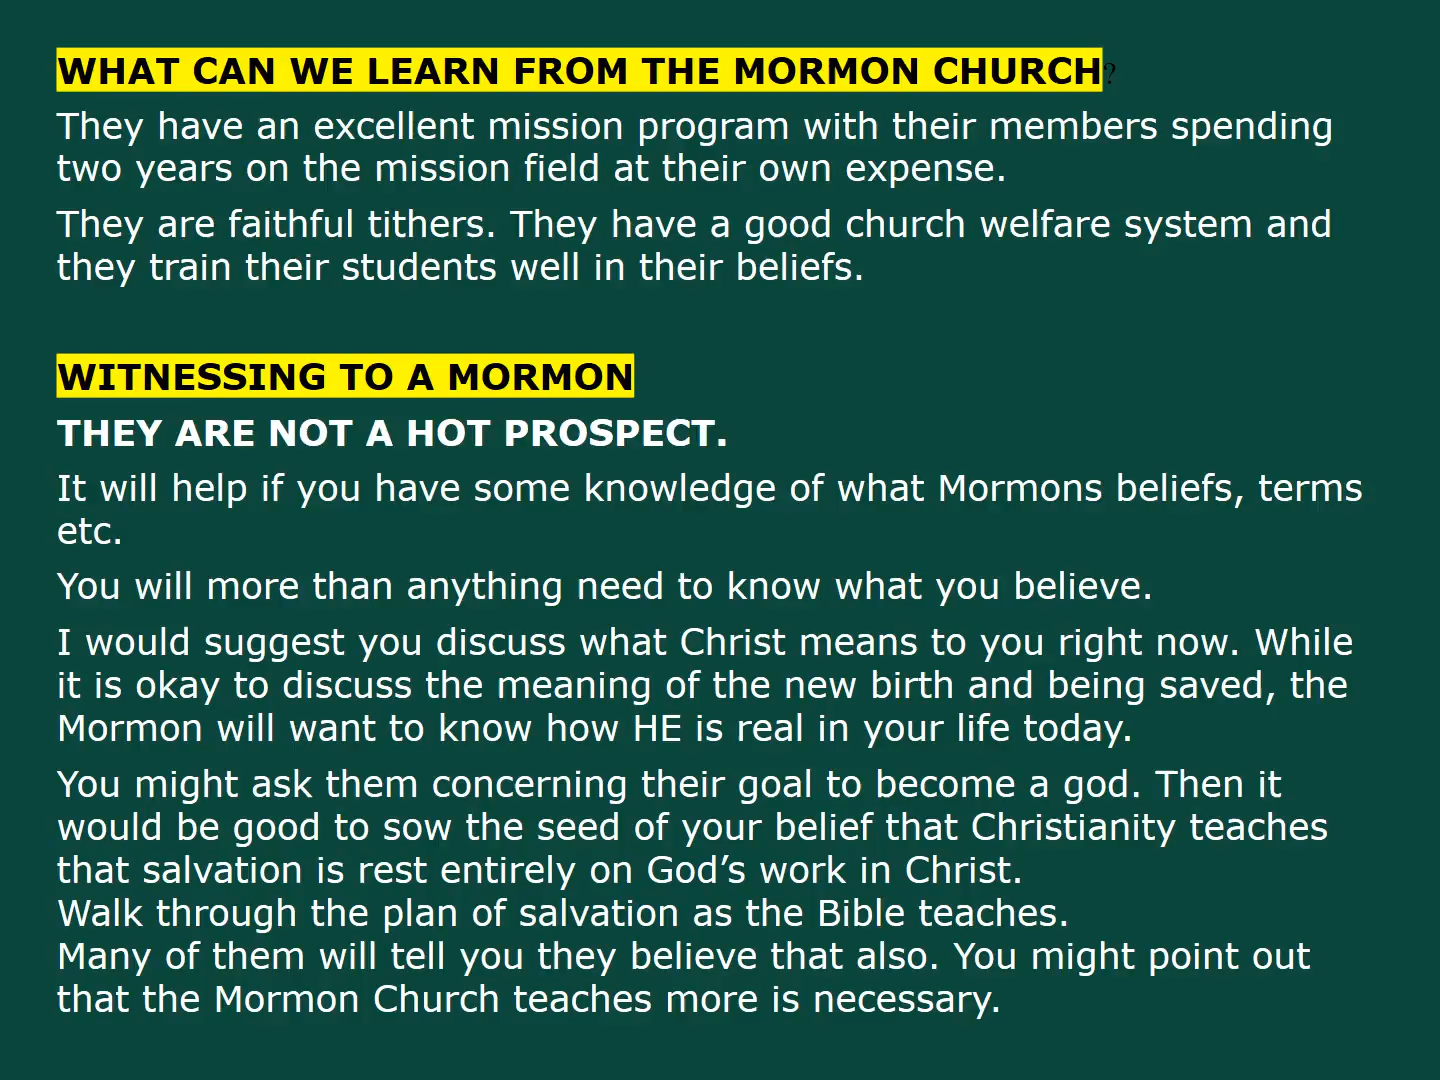 WHAT CAN WE LEARN FROM THE MORMON CHURCH?
They have an excellent mission program with their members spending
two years on the mission field at their own expense.
They are faithful tithers. They have a good church welfare system and
they train their students well in their beliefs.
WITNESSING TO A MORMON
THEY ARE NOT A HOT PROSPECT.
It will help if you have some knowledge of what Mormons beliefs, terms
etc.
You will more than anything need to know what you believe.
I would suggest you discuss what Christ means to you right now. While
it is okay to discuss the meaning of the new birth and being saved, the
Mormon will want to know how HE is real in your life today.
You might ask them concerning their goal to become a god. Then it
would be good to sow the seed of your belief that Christianity teaches
that salvation is rest entirely on God’s work in Christ.
Walk through the plan of salvation as the Bible teaches.
Many of them will tell you they believe that also. You might point out
that the Mormon Church teaches more is necessary.